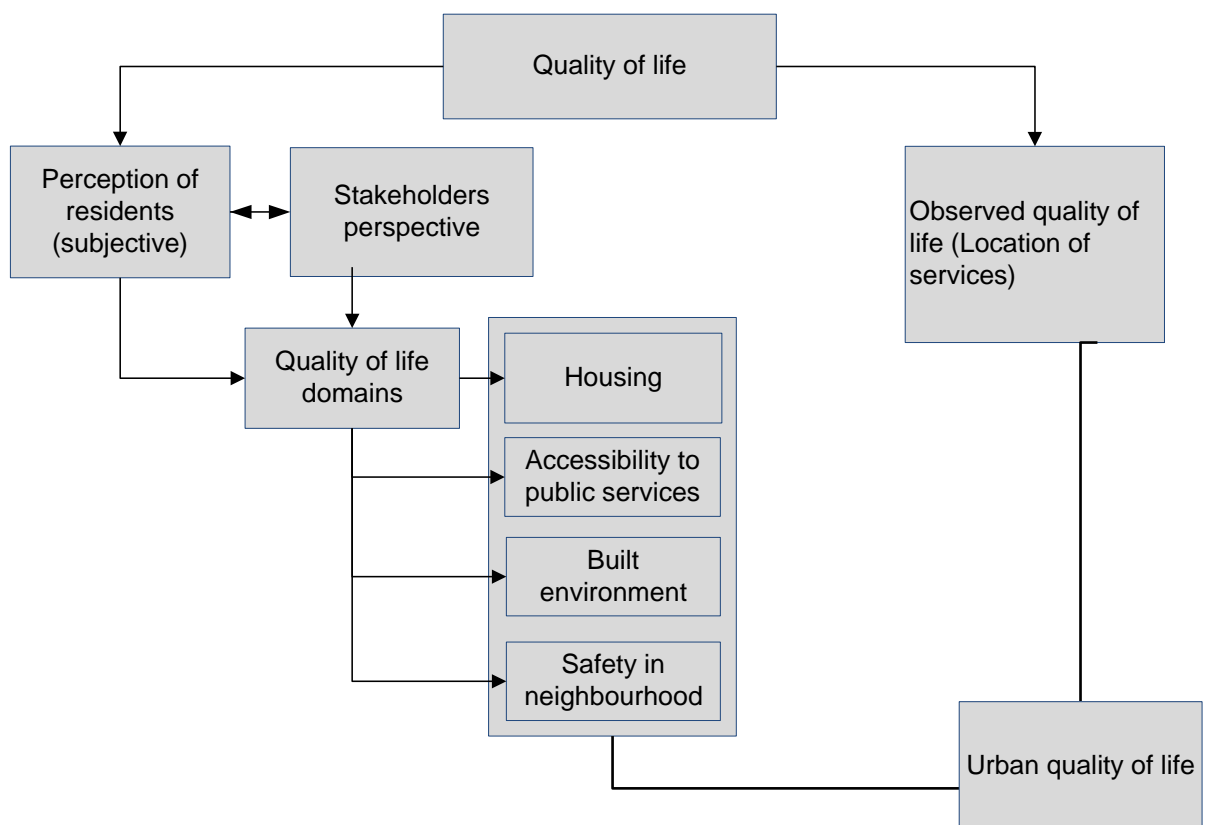 Quality of life
Perception of
residents
(subjective)
Stakeholders
perspective
Observed quality of
life (Location of
services)
Quality of life
domains
Housing
Accessibility to
public services
Built
environment
Safety in
neighbourhood
Urban quality of life